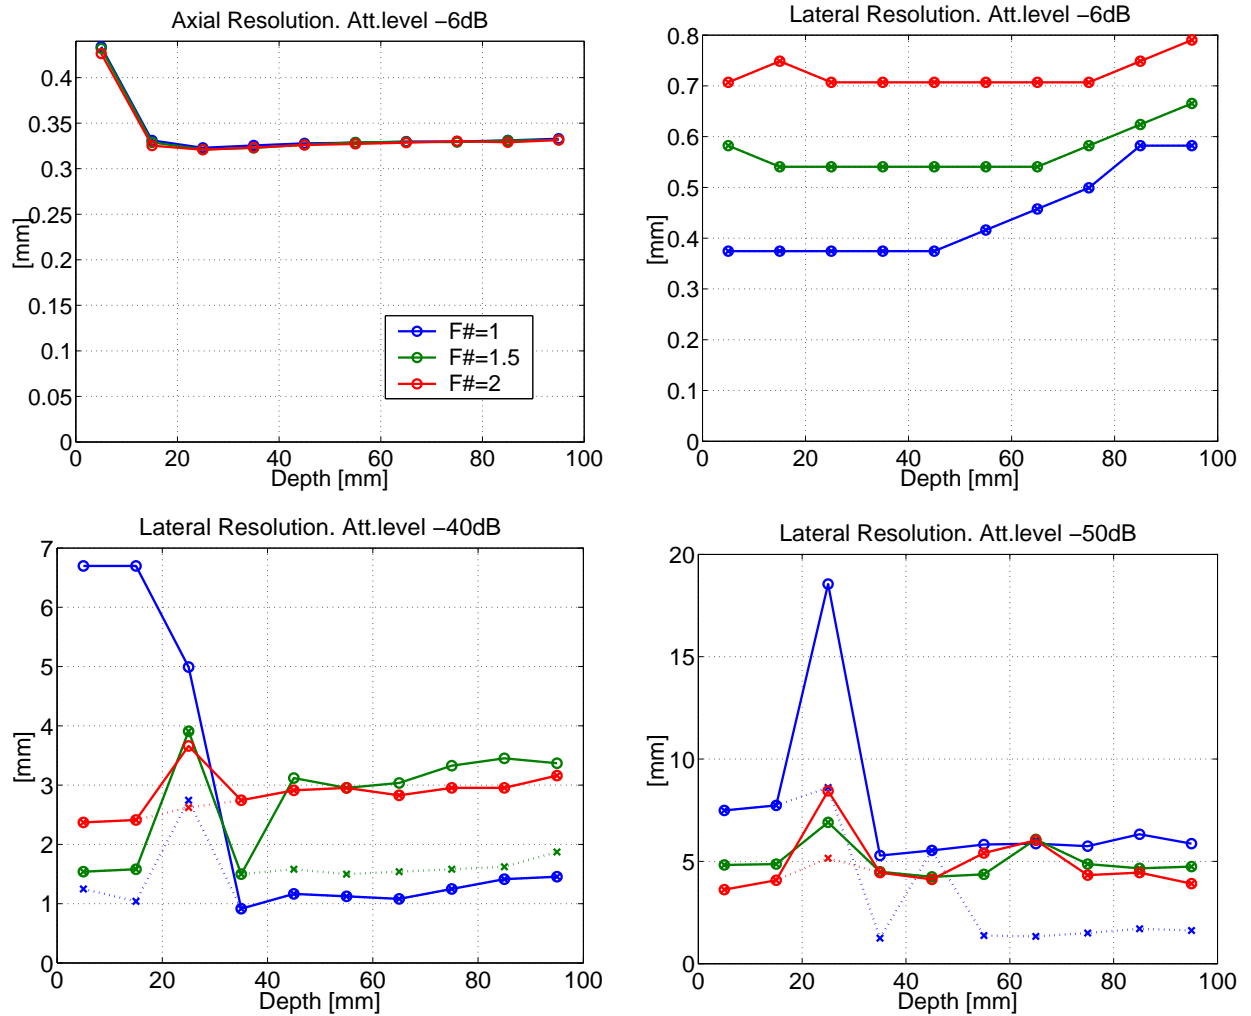 Axial Resolution. Att.level −6dB
0.4
0.35
0.3
0.25
0.2
0.15
0.1
0.05
0
[mm]
F#=1
F#=1.5
F#=2
0 20 40 60 80 100
Depth [mm]
Lateral Resolution. Att.level −6dB
0.8
0.7
0.6
0.5
0.4
0.3
0.2
0.1
0
[mm]
0 20 40 60 80 100
Depth [mm]
Lateral Resolution. Att.level −40dB
7
6
5
4
3
2
1
0
[mm]
0 20 40 60 80 100
Depth [mm]
Lateral Resolution. Att.level −50dB
20
15
10
5
0
[mm]
0 20 40 60 80 100
Depth [mm]